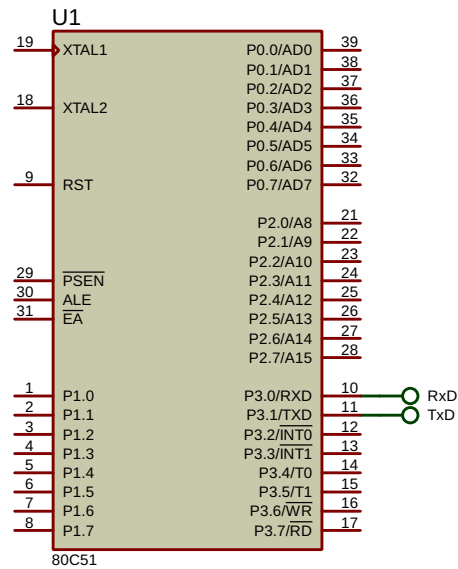 U1
19 XTAL1 P0.0/AD0 39
P0.1/AD1 38
P0.2/AD2 37
18 XTAL2 P0.3/AD3 36
P0.4/AD4 35
P0.5/AD5 34
P0.6/AD6 33
9 RST P0.7/AD7 32
P2.0/A8 21
P2.1/A9 22
P2.2/A10 23
29 PSEN P2.3/A11 24
30 ALE P2.4/A12 25
31 EA P2.5/A13 26
P2.6/A14 27
P2.7/A15 28
1 P1.0 P3.0/RXD 10 RxD
2 P1.1 P3.1/TXD 11 TxD
3 P1.2 P3.2/INT0 12
4 P1.3 P3.3/INT1 13
5 P1.4 P3.4/T0 14
6 P1.5 P3.5/T1 15
7 P1.6 P3.6/WR 16
8 P1.7 P3.7/RD 17
80C51